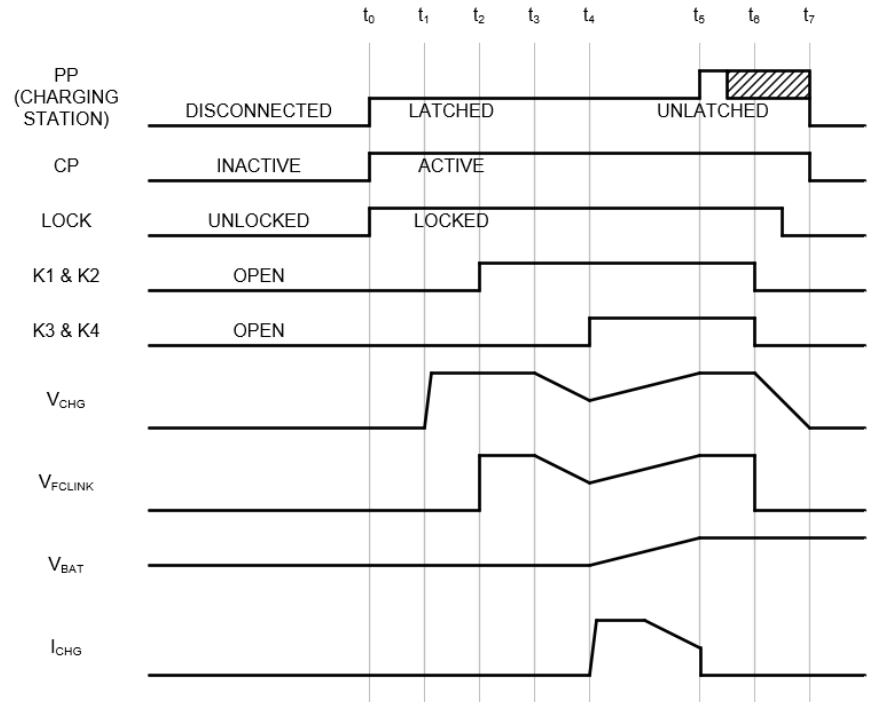 t0 t1 t2 t3 t4 t5 t6 t7
PP
(CHARGING
STATION)
DISCONNECTED LATCHED UNLATCHED
CP INACTIVE ACTIVE
LOCK UNLOCKED LOCKED
K1 & K2 OPEN
K3 & K4 OPEN
VCHG
VFCLINK
VBAT
ICHG